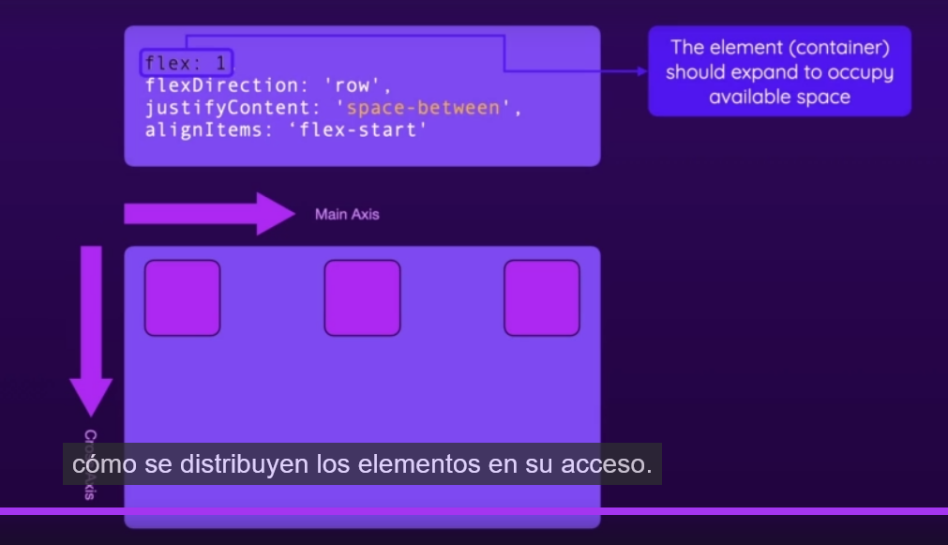 flex: 1
flexDirection: 'row',
justifyContent: 'space-between',
alignItems: ‘flex-start'
The element (container)
should expand to occupy
available space
Main Axis
cómo se distribuyen los elementos en su acceso.